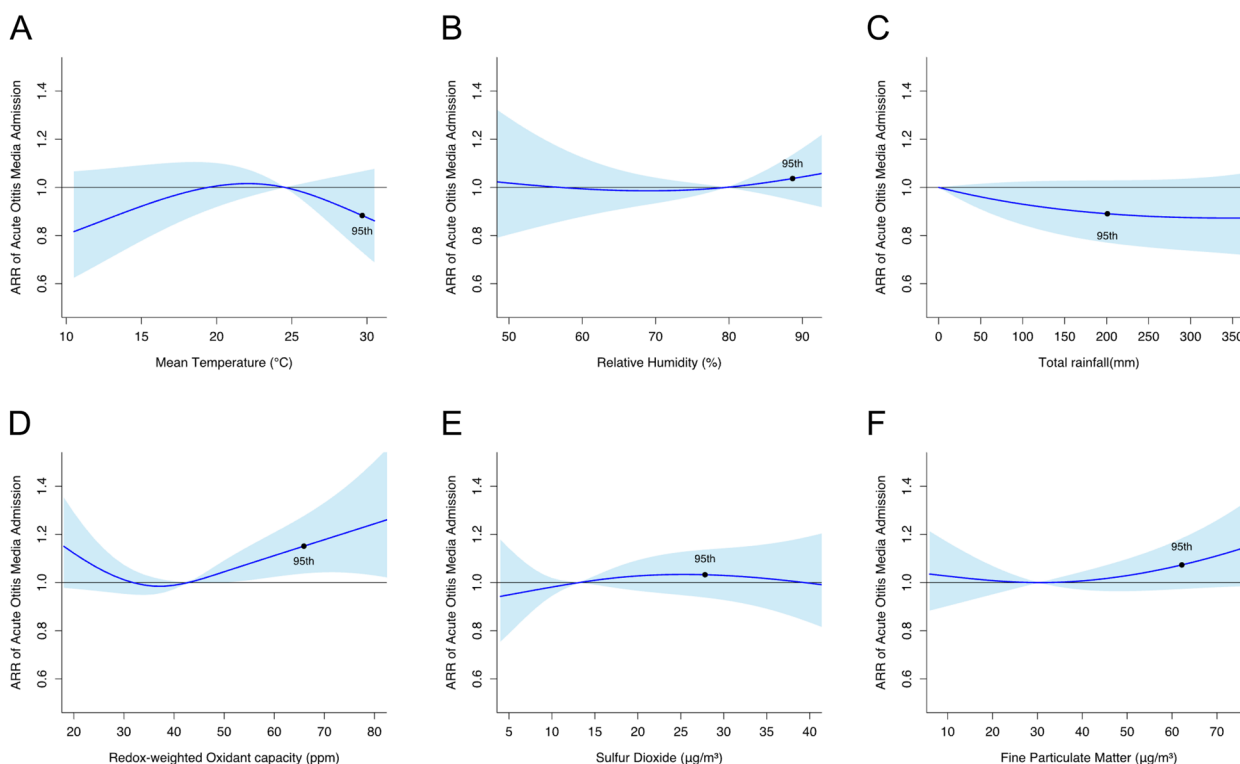 A
ARR of Acute Otitis Media Admission
1.4
1.2
1.0
0.8
0.6
95th
10
15
20
25
30
Mean Temperature (°C)
B
ARR of Acute Otitis Media Admission
1.4
1.2
1.0
0.8
0.6
95th
50
60
70
80
90
Relative Humidity (%)
C
ARR of Acute Otitis Media Admission
1.4
1.2
1.0
0.8
0.6
95th
0
50
100
150
200
250
300
350
Total rainfall(mm)
D
ARR of Acute Otitis Media Admission
1.4
1.2
1.0
0.8
0.6
95th
20
30
40
50
60
70
80
Redox-weighted Oxidant capacity (ppm)
E
ARR of Acute Otitis Media Admission
1.4
1.2
1.0
0.8
0.6
95th
5
10
15
20
25
30
35
40
Sulfur Dioxide (μg/m³)
F
ARR of Acute Otitis Media Admission
1.4
1.2
1.0
0.8
0.6
95th
10
20
30
40
50
60
70
Fine Particulate Matter (μg/m³)